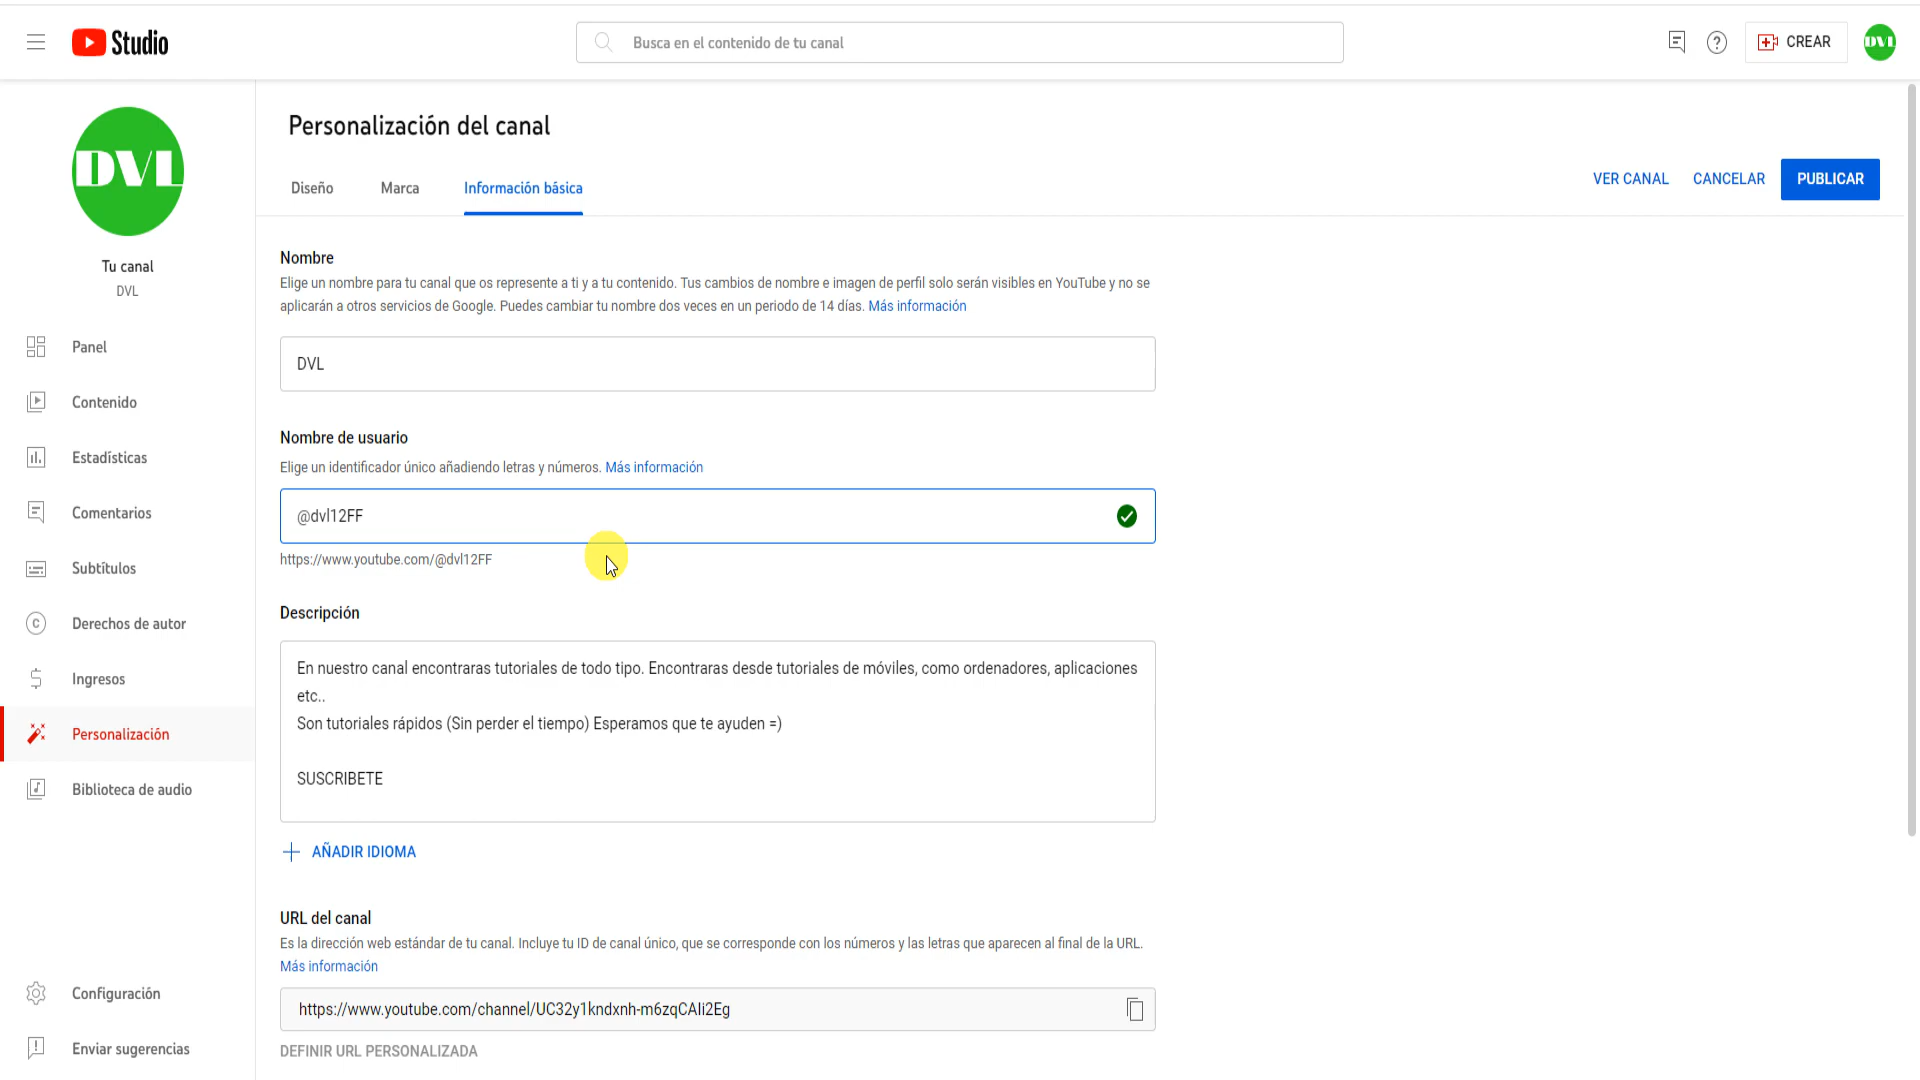 Studio
Busca en el contenido de tu canal
CREAR
DVL
DVL
Tu canal
DVL
Panel
Contenido
Estadísticas
Comentarios
Subtítulos
Derechos de autor
Ingresos
Personalización
Biblioteca de audio
Configuración
Enviar sugerencias
Personalización del canal
Diseño
Marca
Información básica
VER CANAL
CANCELAR
PUBLICAR
Nombre
Elige un nombre para tu canal que os represente a ti y a tu contenido. Tus cambios de nombre e imagen de perfil solo serán visibles en YouTube y no se
aplicarán a otros servicios de Google. Puedes cambiar tu nombre dos veces en un periodo de 14 días. Más información
DVL
Nombre de usuario
Elige un identificador único añadiendo letras y números. Más información
@dvl12FF
https://www.youtube.com/@dvl12FF
Descripción
En nuestro canal encontraras tutoriales de todo tipo. Encontraras desde tutoriales de móviles, como ordenadores, aplicaciones
etc..
Son tutoriales rápidos (Sin perder el tiempo) Esperamos que te ayuden =)
SUSCRIBETE
AÑADIR IDIOMA
URL del canal
Es la dirección web estándar de tu canal. Incluye tu ID de canal único, que se corresponde con los números y las letras que aparecen al final de la URL.
Más información
https://www.youtube.com/channel/UC32y1kndxnh-m6zqCAIi2Eg
DEFINIR URL PERSONALIZADA